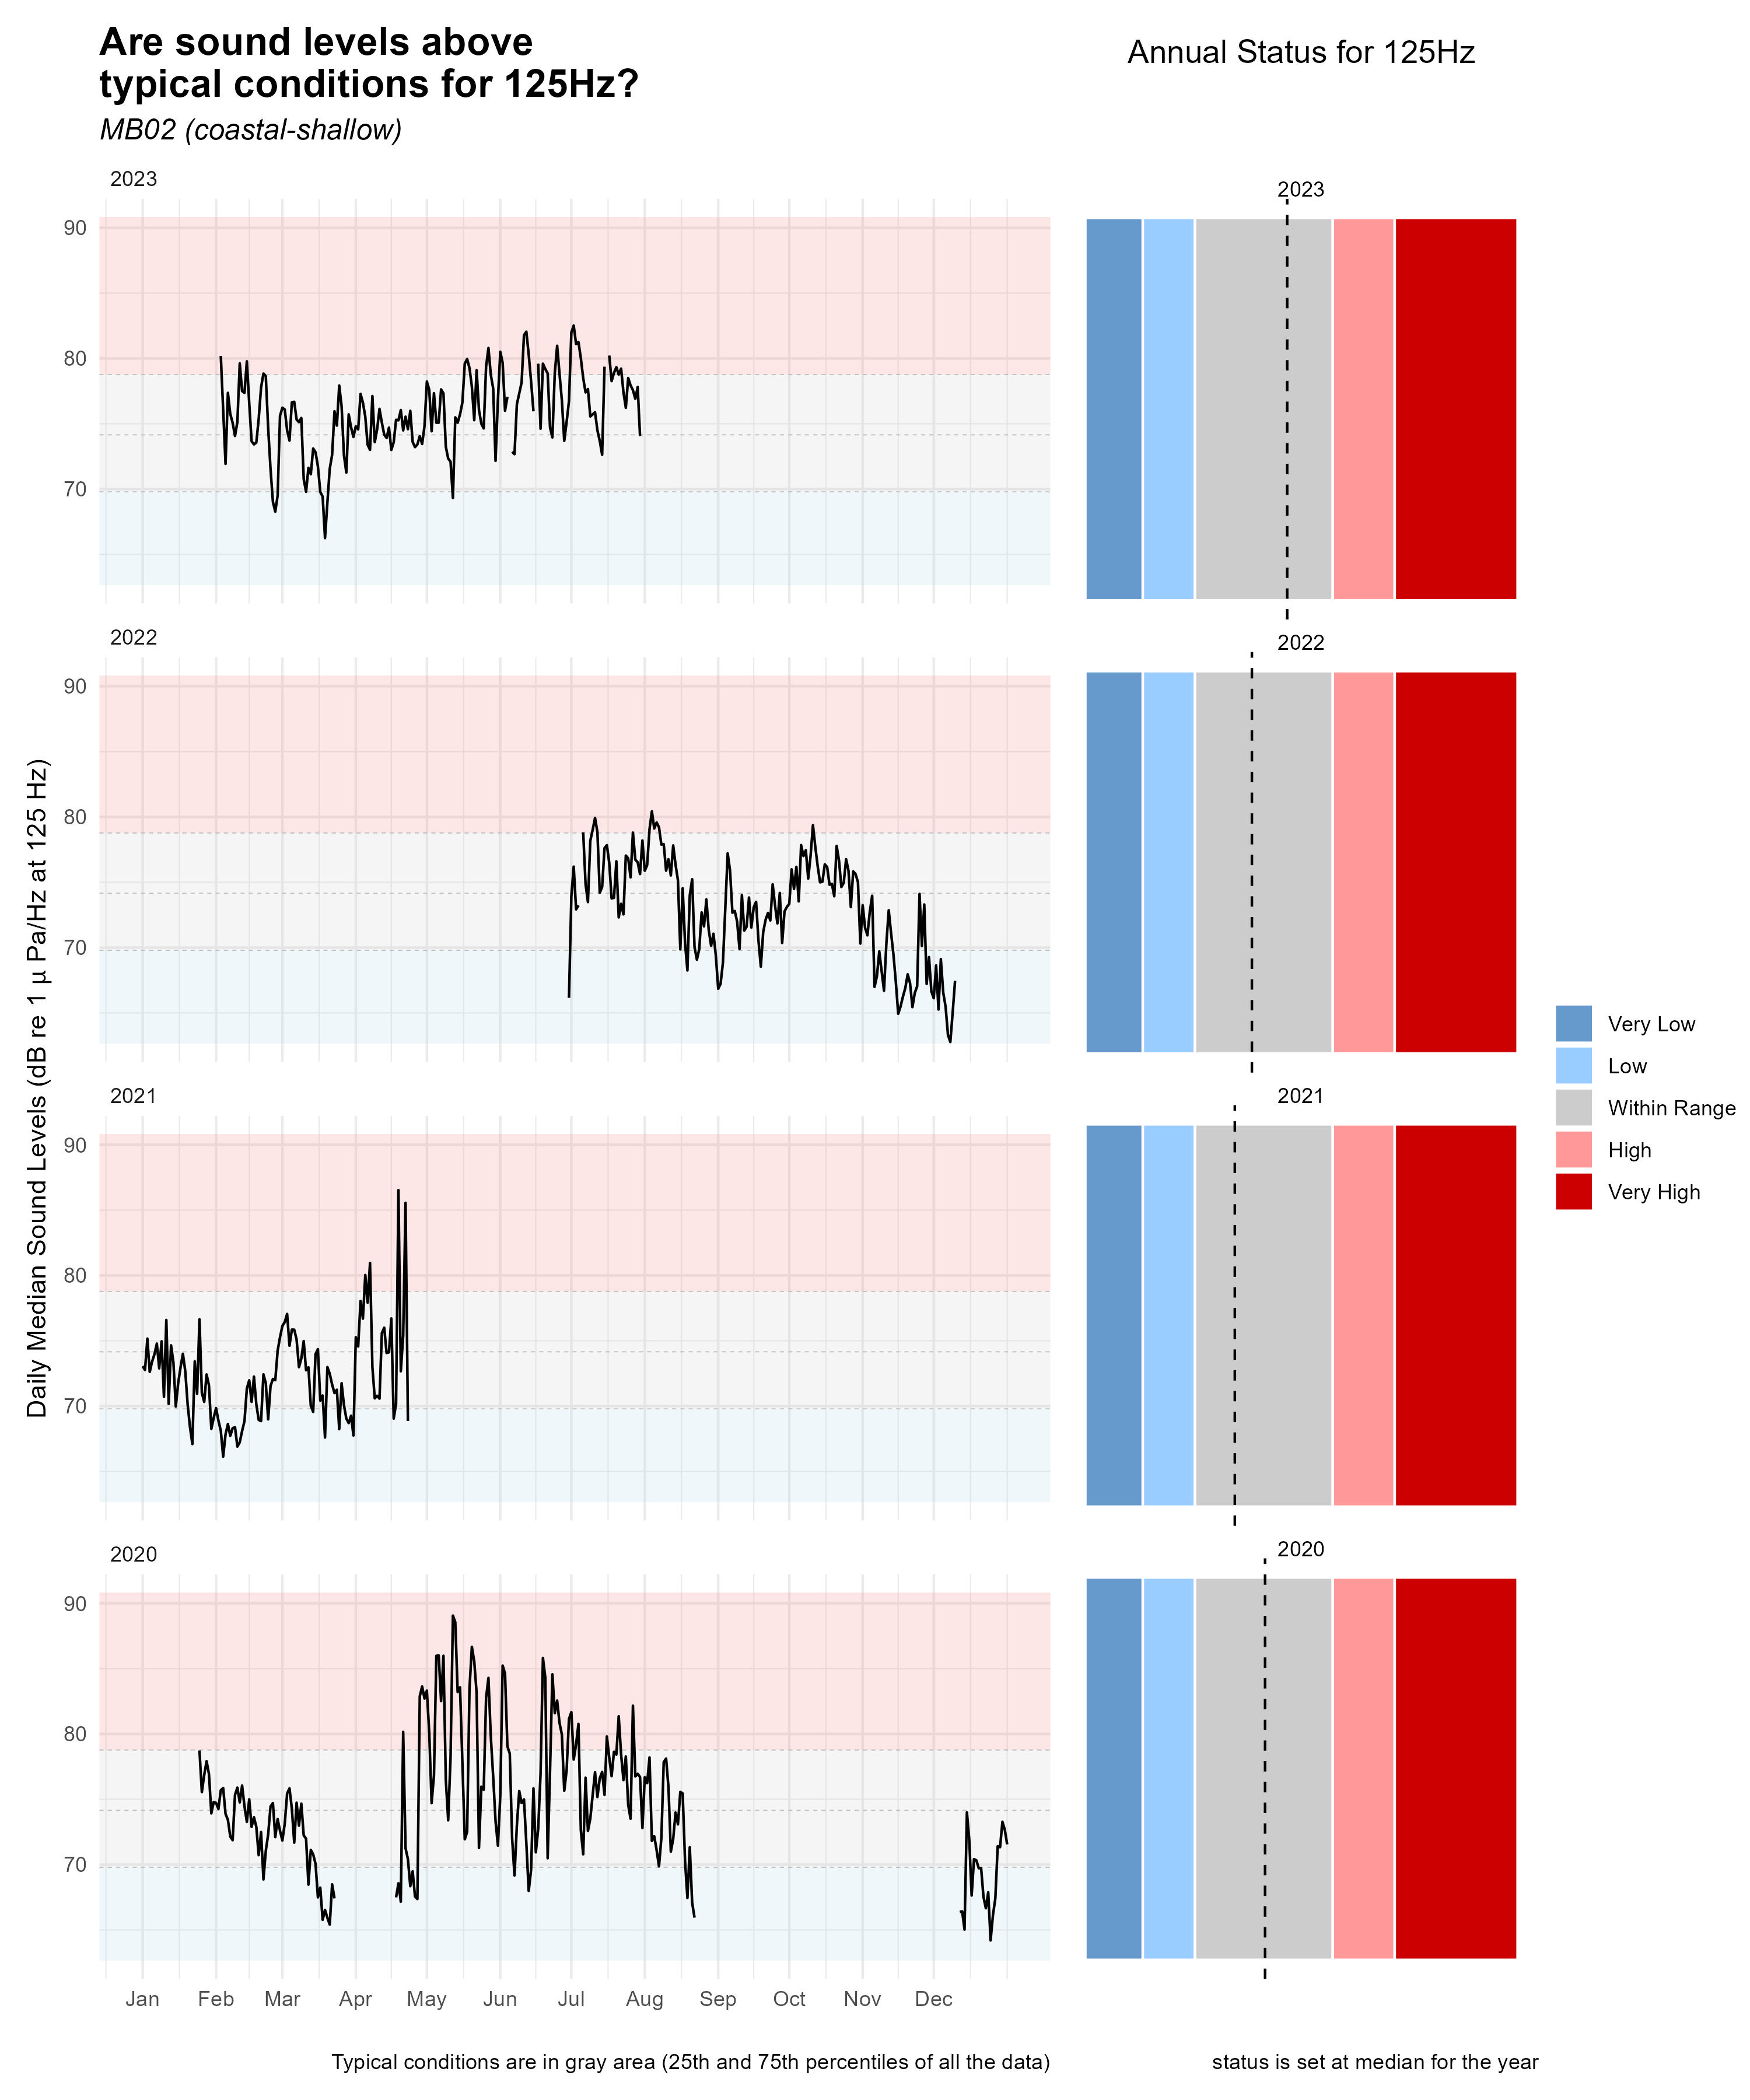 Are sound levels above
typical conditions for 125Hz?
MB02 (coastal-shallow)
Annual Status for 125Hz
Daily Median Sound Levels (dB re 1 µ Pa/Hz at 125 Hz)
2023
90
80
70
2023
2022
90
80
70
2022
2021
90
80
70
2021
2020
90
80
70
2020
Jan Feb Mar Apr May Jun Jul Aug Sep Oct Nov Dec
Very Low
Low
Within Range
High
Very High
Typical conditions are in gray area (25th and 75th percentiles of all the data)
status is set at median for the year